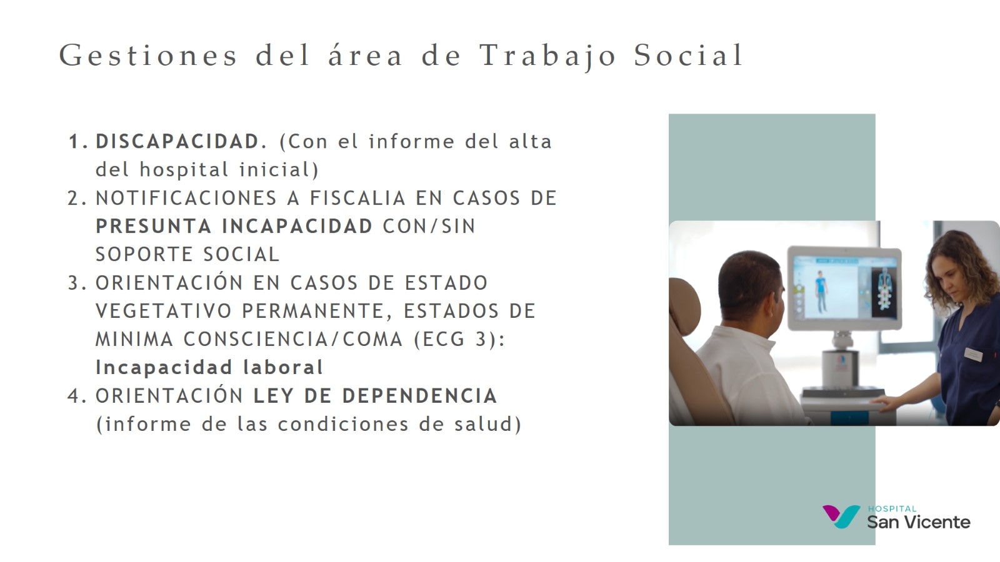 Gestiones del área de Trabajo Social
1. DISCAPACIDAD. (Con el informe del alta
del hospital inicial)
2. NOTIFICACIONES A FISCALIA EN CASOS DE
PRESUNTA INCAPACIDAD CON/SIN
SOPORTE SOCIAL
3. ORIENTACIÓN EN CASOS DE ESTADO
VEGETATIVO PERMANENTE, ESTADOS DE
MINIMA CONSCIENCIA/COMA (ECG 3):
Incapacidad laboral
4. ORIENTACIÓN LEY DE DEPENDENCIA
(informe de las condiciones de salud)
HOSPITAL
San Vicente